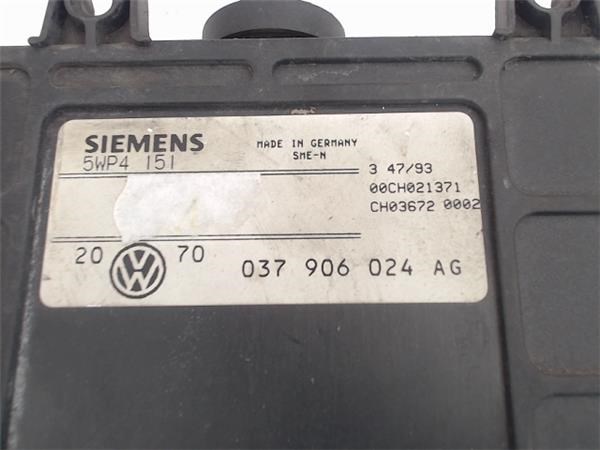 SIEMENS
5WP4 151
MADE IN GERMANY
SME-N
3 47/93
00CH021371
CH03672 0002
20 VW 70
037 906 024 AG